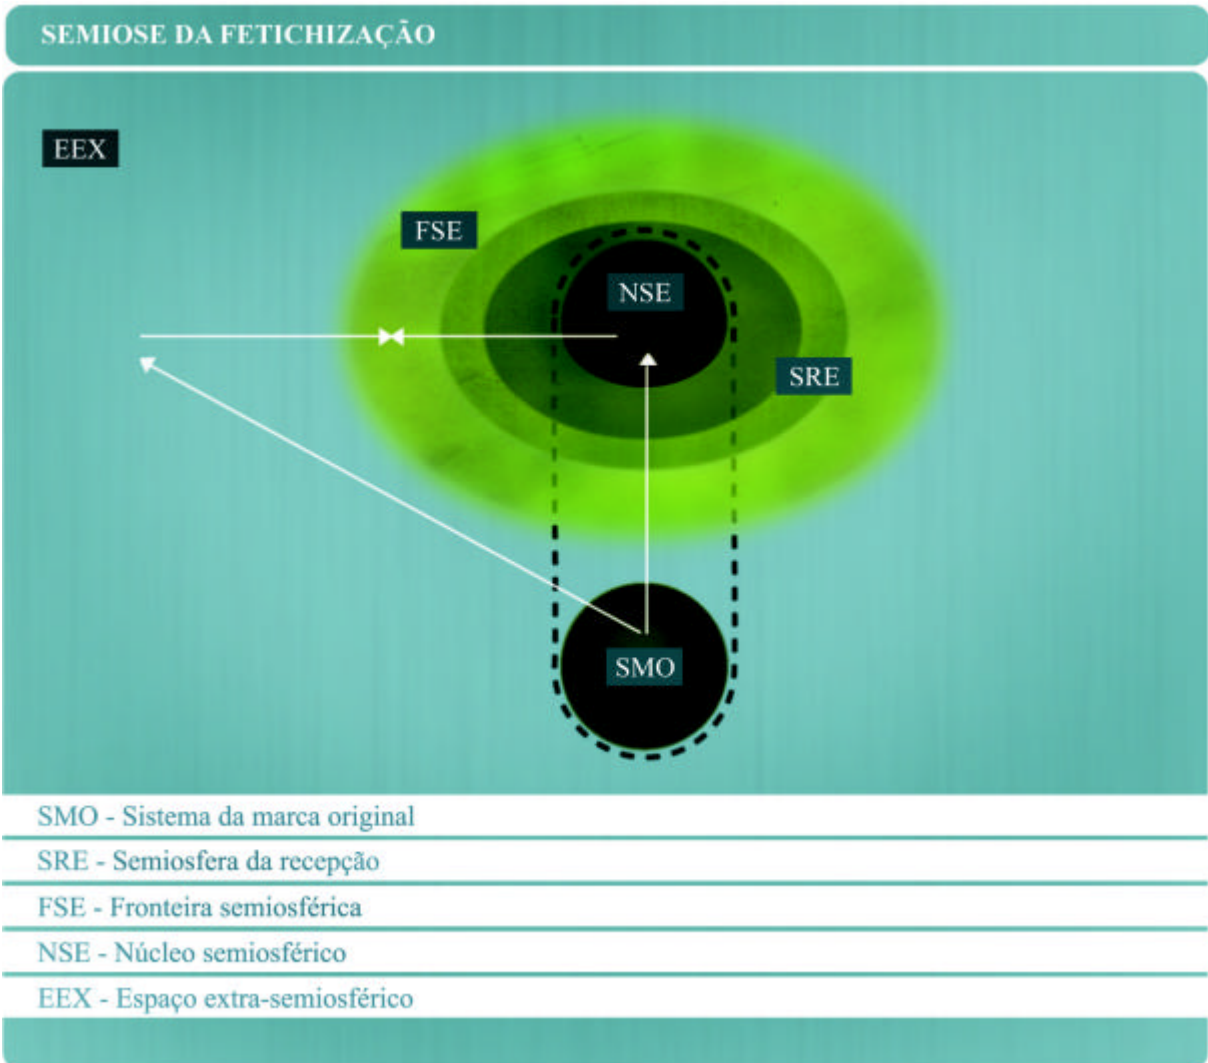 SEMIOSE DA FETICHIZAÇÃO
EEX
FSE
NSE
SRE
SMO
SMO - Sistema da marca original
SRE - Semiosfera da recepção
FSE - Fronteira semiosférica
NSE - Núcleo semiosférico
EEX - Espaço extra-semiosférico